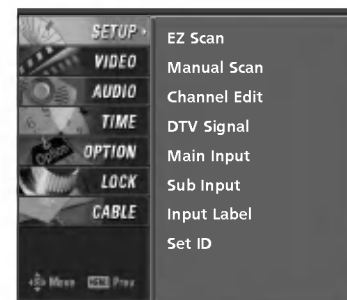 SETUP
VIDEO
AUDIO
TIME
OPTION
LOCK
CABLE
Move MENU Prev
EZ Scan
Manual Scan
Channel Edit
DTV Signal
Main Input
Sub Input
Input Label
Set ID